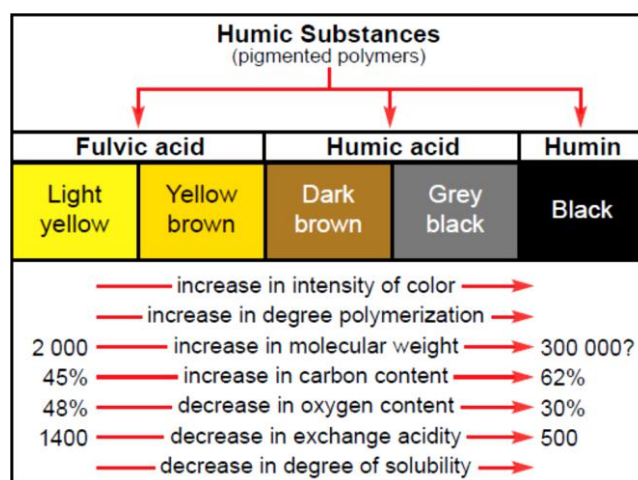 Humic Substances
(pigmented polymers)
Fulvic acid Humic acid Humin
Light yellow Yellow brown Dark brown Grey black Black
increase in intensity of color
increase in degree polymerization
2 000 increase in molecular weight 300 000?
45% increase in carbon content 62%
48% decrease in oxygen content 30%
1400 decrease in exchange acidity 500
decrease in degree of solubility